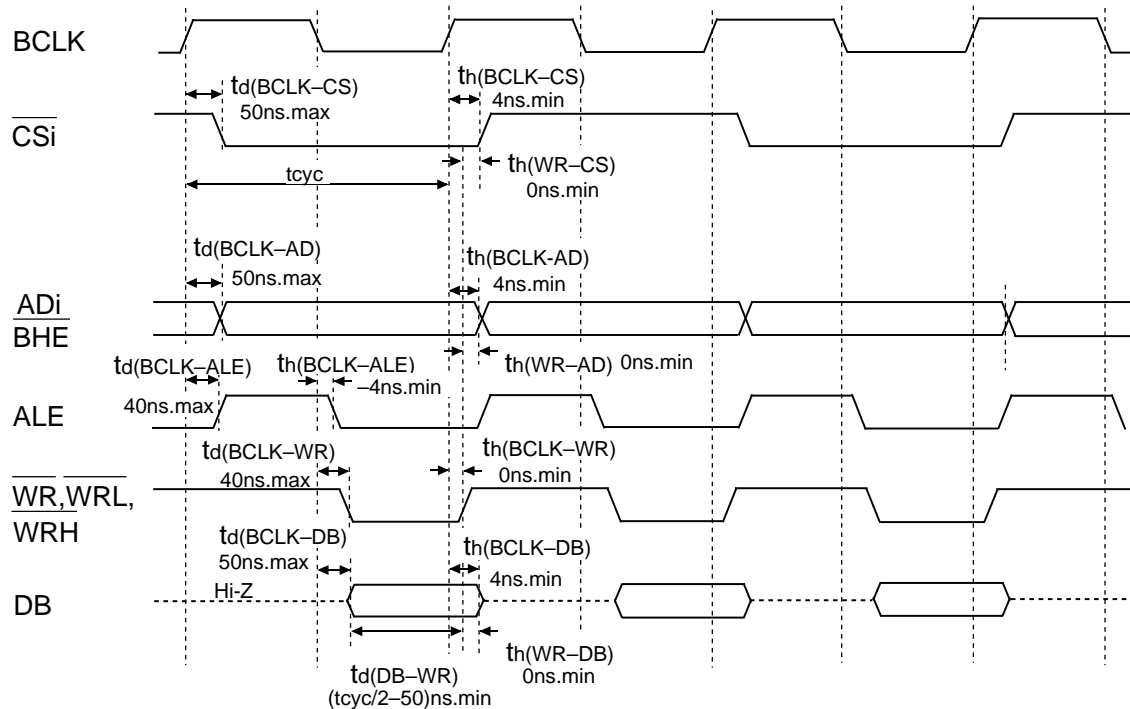 BCLK
td(BCLK–CS)
50ns.max
th(BCLK–CS)
4ns.min
CSi
th(WR–CS)
0ns.min
tcyc
td(BCLK–AD)
50ns.max
th(BCLK-AD)
4ns.min
ADi
BHE
td(BCLK–ALE)
40ns.max
th(BCLK–ALE)
–4ns.min
th(WR–AD) 0ns.min
ALE
td(BCLK–WR)
40ns.max
th(BCLK–WR)
0ns.min
WR,WRL,
WRH
td(BCLK–DB)
50ns.max
th(BCLK–DB)
4ns.min
Hi-Z
DB
td(DB–WR)
(tcyc/2–50)ns.min
th(WR–DB)
0ns.min